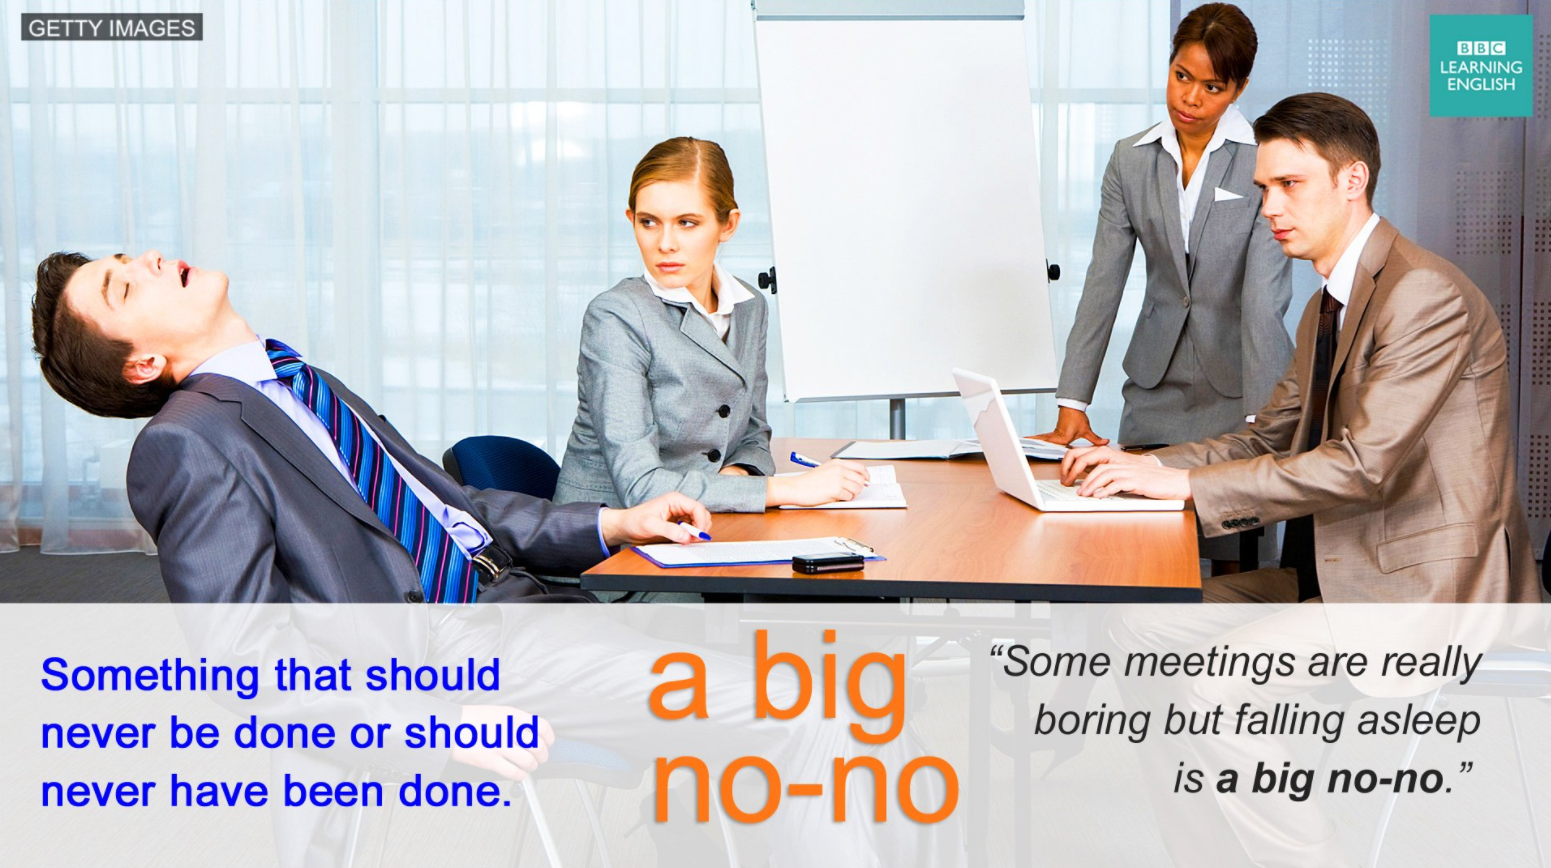 GETTY IMAGES
BBC
LEARNING
ENGLISH
Something that should
never be done or should
never have been done.
a big
no-no
“Some meetings are really
boring but falling asleep
is a big no-no.”